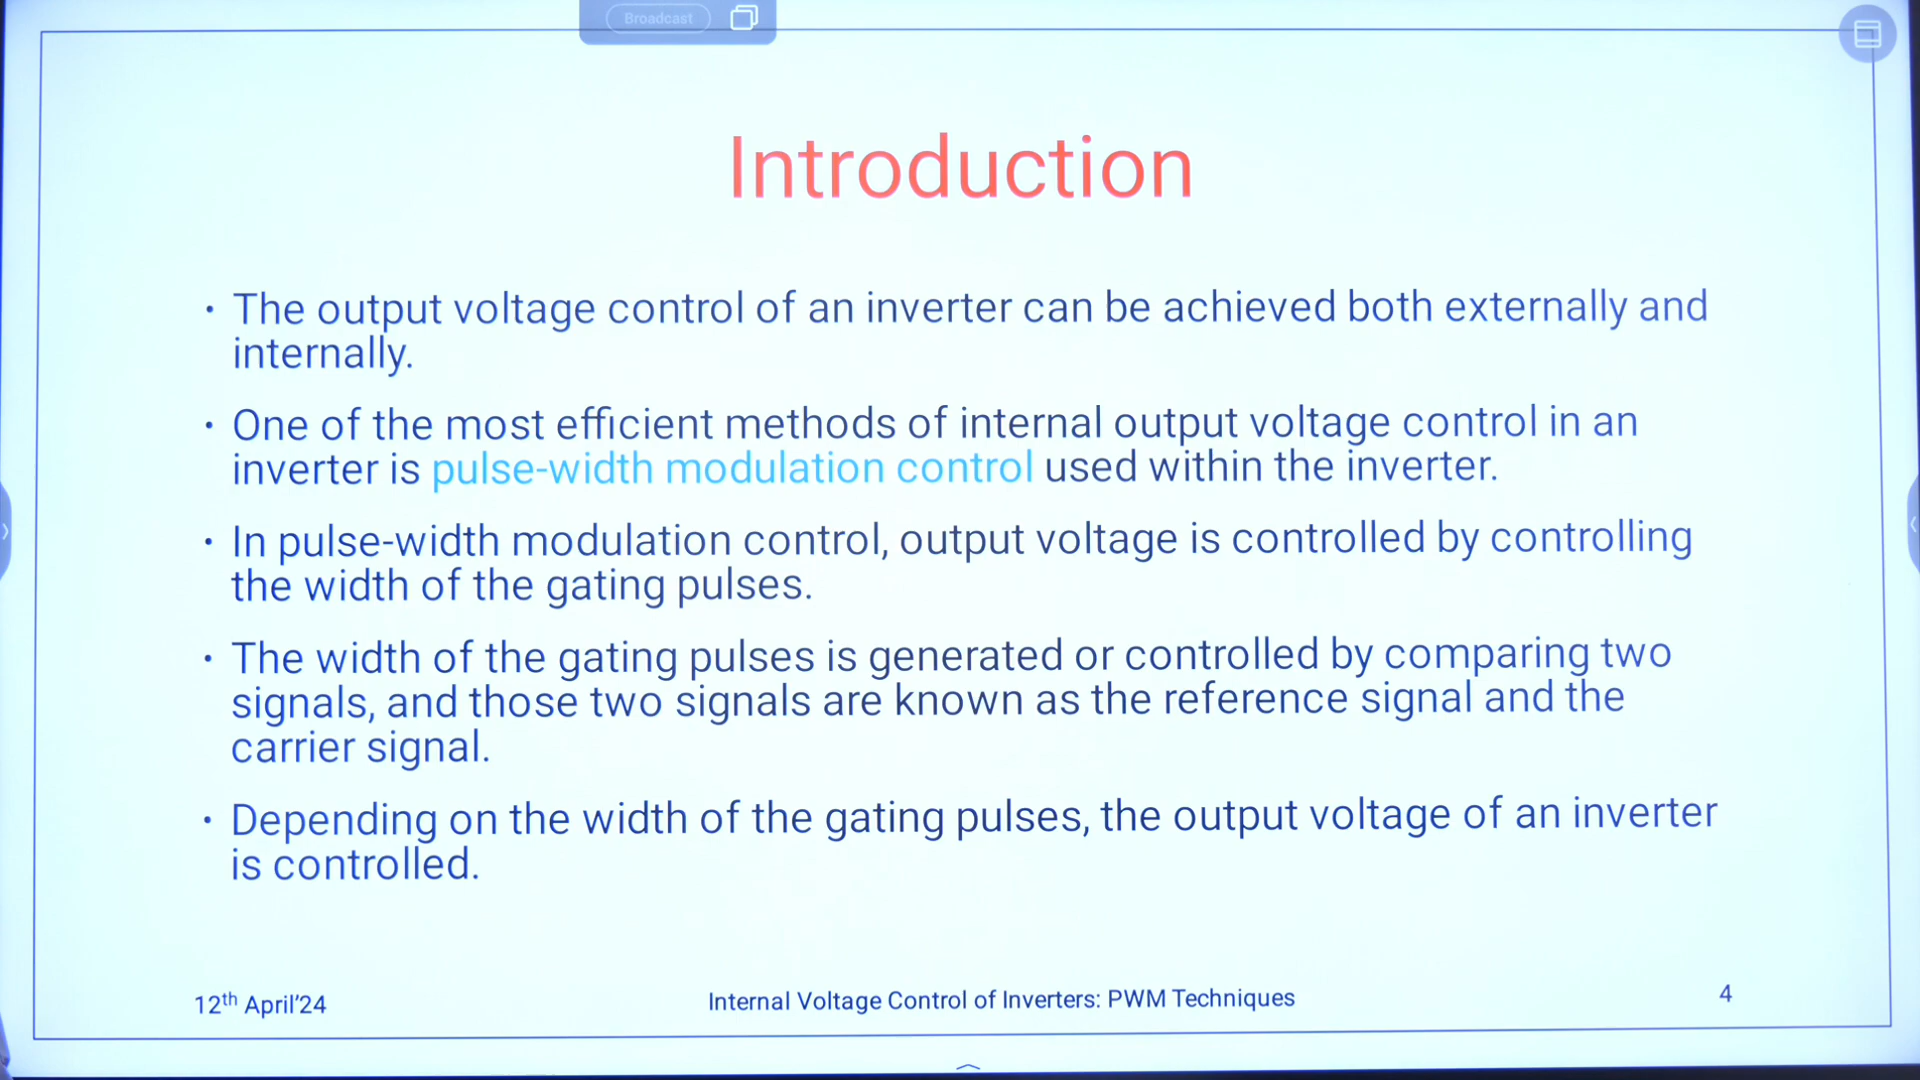 Broadcast
Introduction
• The output voltage control of an inverter can be achieved both externally and
internally.
• One of the most efficient methods of internal output voltage control in an
inverter is pulse-width modulation control used within the inverter.
• In pulse-width modulation control, output voltage is controlled by controlling
the width of the gating pulses.
• The width of the gating pulses is generated or controlled by comparing two
signals, and those two signals are known as the reference signal and the
carrier signal.
• Depending on the width of the gating pulses, the output voltage of an inverter
is controlled.
12th April'24
Internal Voltage Control of Inverters: PWM Techniques
4